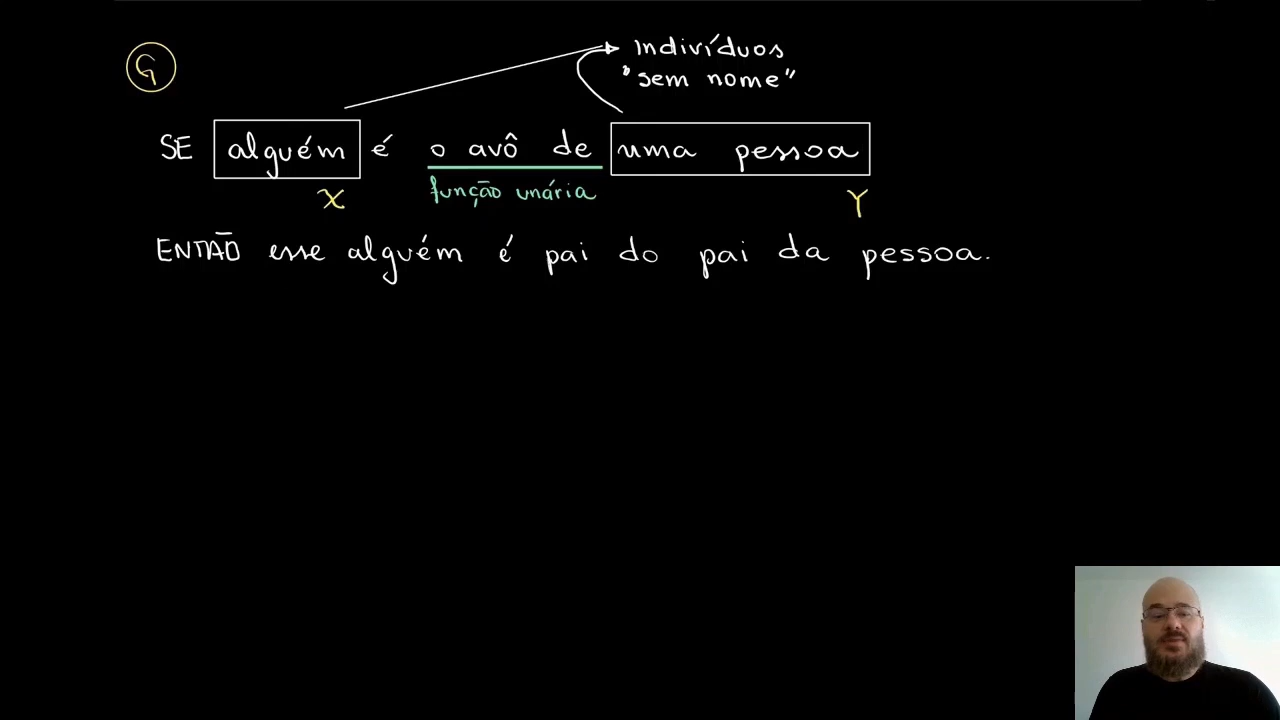 G
Indivíduos
"sem nome"
SE alguém é o avô de uma pessoa
X função unária Y
ENTÃO esse alguém é pai do pai da pessoa.